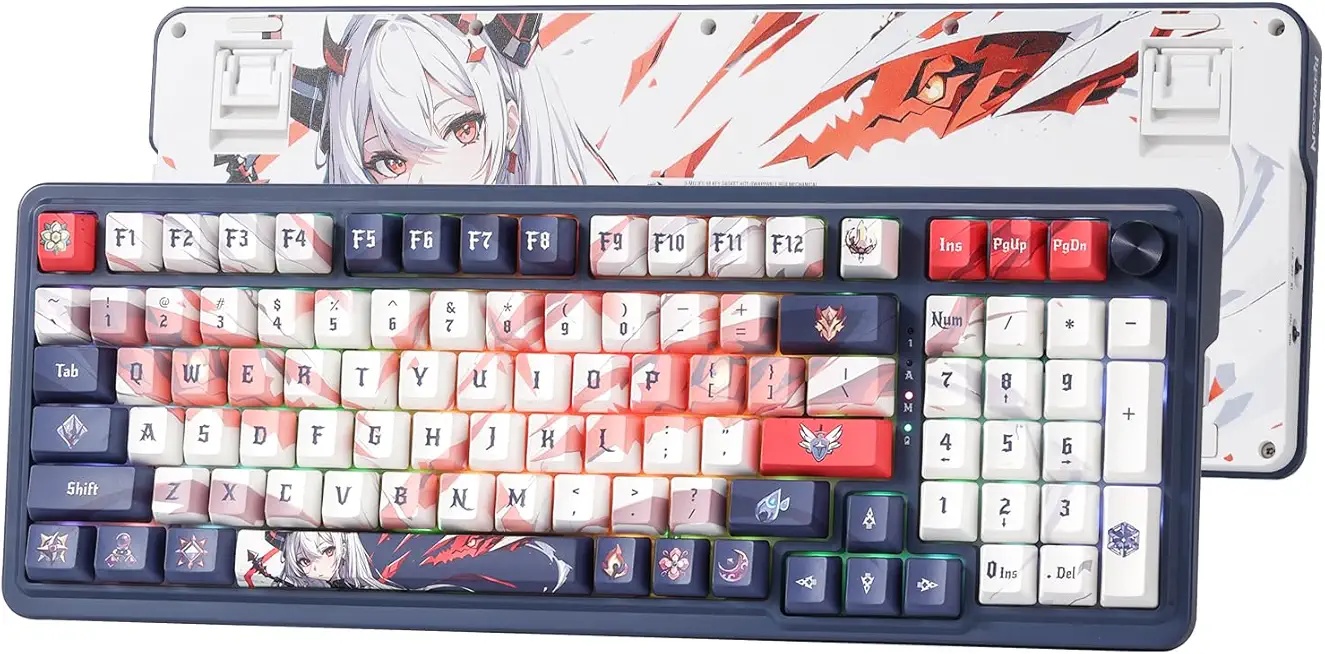 REDRAGON
F1 F2 F3 F4 F5 F6 F7 F8 F9 F10 F11 F12 Ins PgUp PgDn
~ ! @ # $ % ^ & * ( ) _ +
` 1 2 3 4 5 6 7 8 9 0 - = Num / * -
1
Tab Q W E R T Y U I O P { } | 7 8 9 +
[ ] \ ↑
A
M
A S D F G H J K L : " 4 5 6
; ' ← →
Shift Z X C V B N M < > ? 1 2 3
, . / ↓
0 Ins . Del